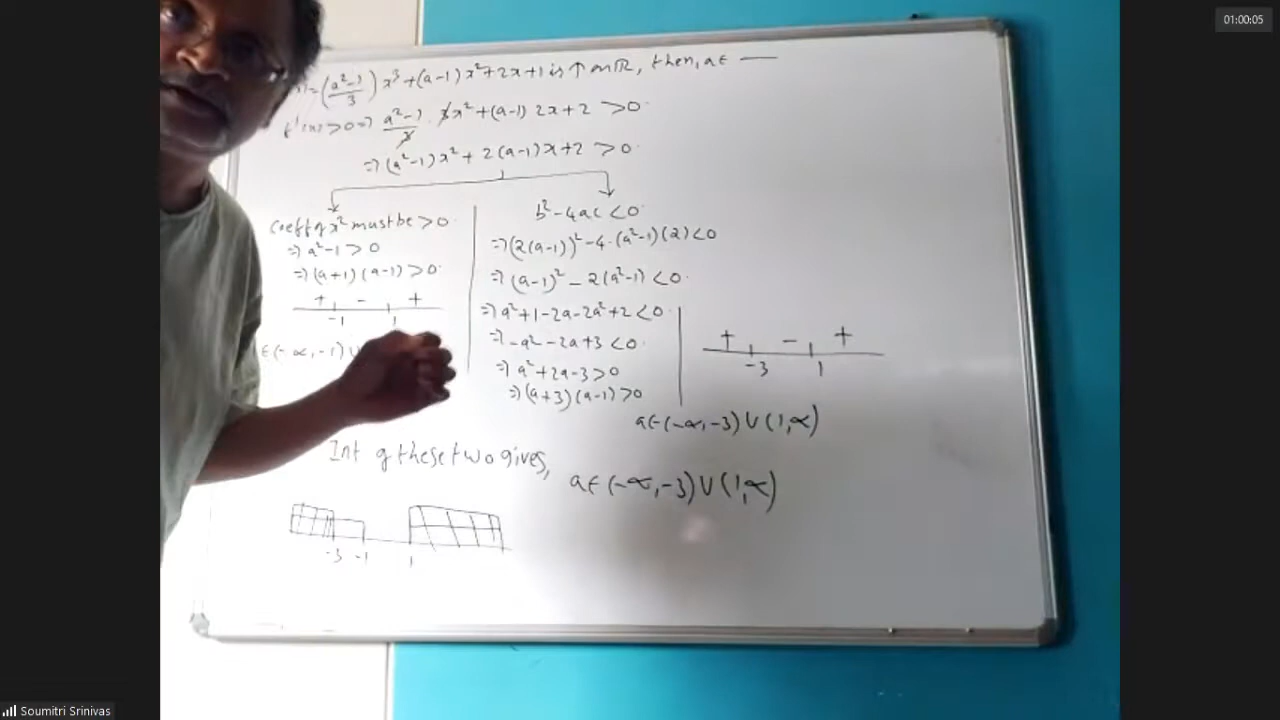 01:00:05
=(a²-1/3)x³+(a-1)x²+2x+1 is ↑ on ℝ, then, a∈ —
f'(x)>0⇒ a²-1/3 · 3x²+(a-1)2x+2 >0
⇒(a²-1)x²+2(a-1)x+2 >0
coeff of x² must be >0
⇒a²-1>0
⇒(a+1)(a-1)>0
+ - +
-1 1
∈(-∞,-1)∪
b²-4ac<0
⇒(2(a-1))²-4·(a²-1)(2)<0
⇒(a-1)²-2(a²-1)<0
⇒a²+1-2a-2a²+2<0
⇒-a²-2a+3<0
⇒a²+2a-3>0
⇒(a+3)(a-1)>0
+ - +
-3 1
a∈(-∞,-3)∪(1,∞)
Int of these two gives,
a∈(-∞,-3)∪(1,∞)
-3 -1 1
Soumitri Srinivas